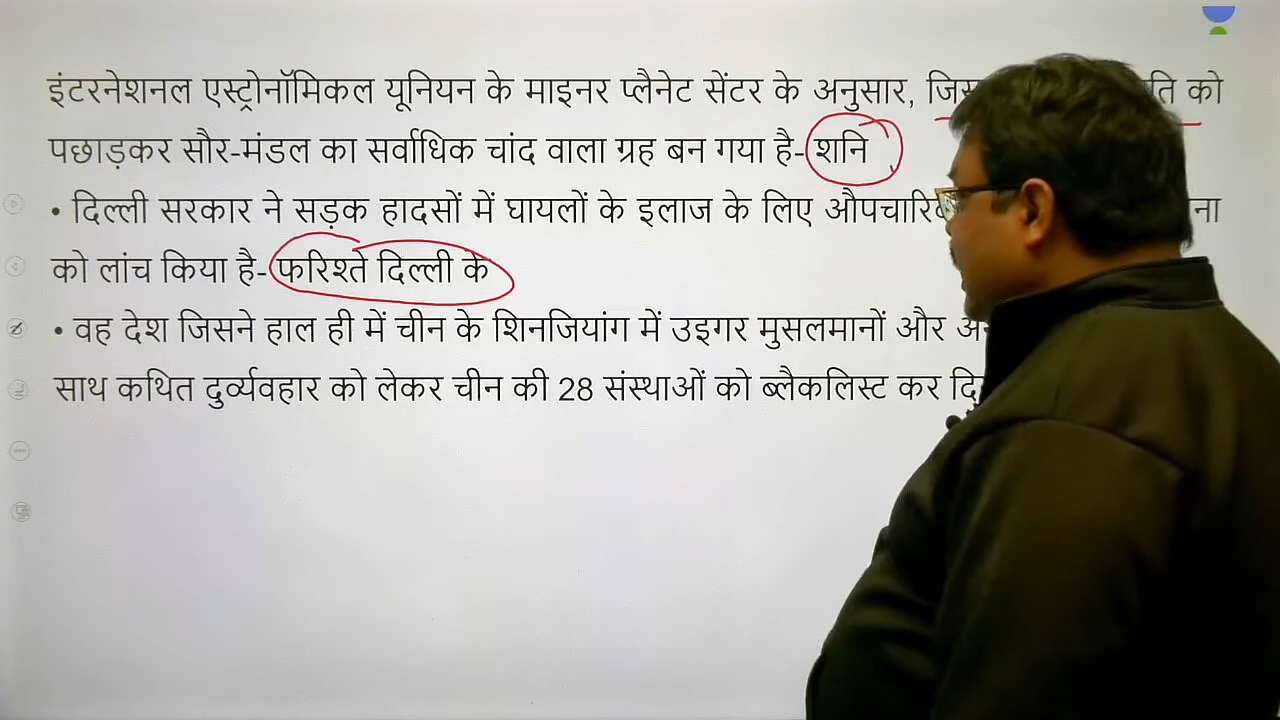 इंटरनेशनल एस्ट्रोनॉमिकल यूनियन के माइनर प्लैनेट सेंटर के अनुसार, को
पछाड़कर सौर-मंडल का सर्वाधिक चांद वाला ग्रह बन गया है- शनि
• दिल्ली सरकार ने सड़क हादसों में घायलों के इलाज के लिए
को लांच किया है- फरिश्ते दिल्ली के
• वह देश जिसने हाल ही में चीन के शिनजियांग में उइगर मुसलमानों और
साथ कथित दुर्व्यवहार को लेकर चीन की 28 संस्थाओं को ब्लैकलिस्ट कर